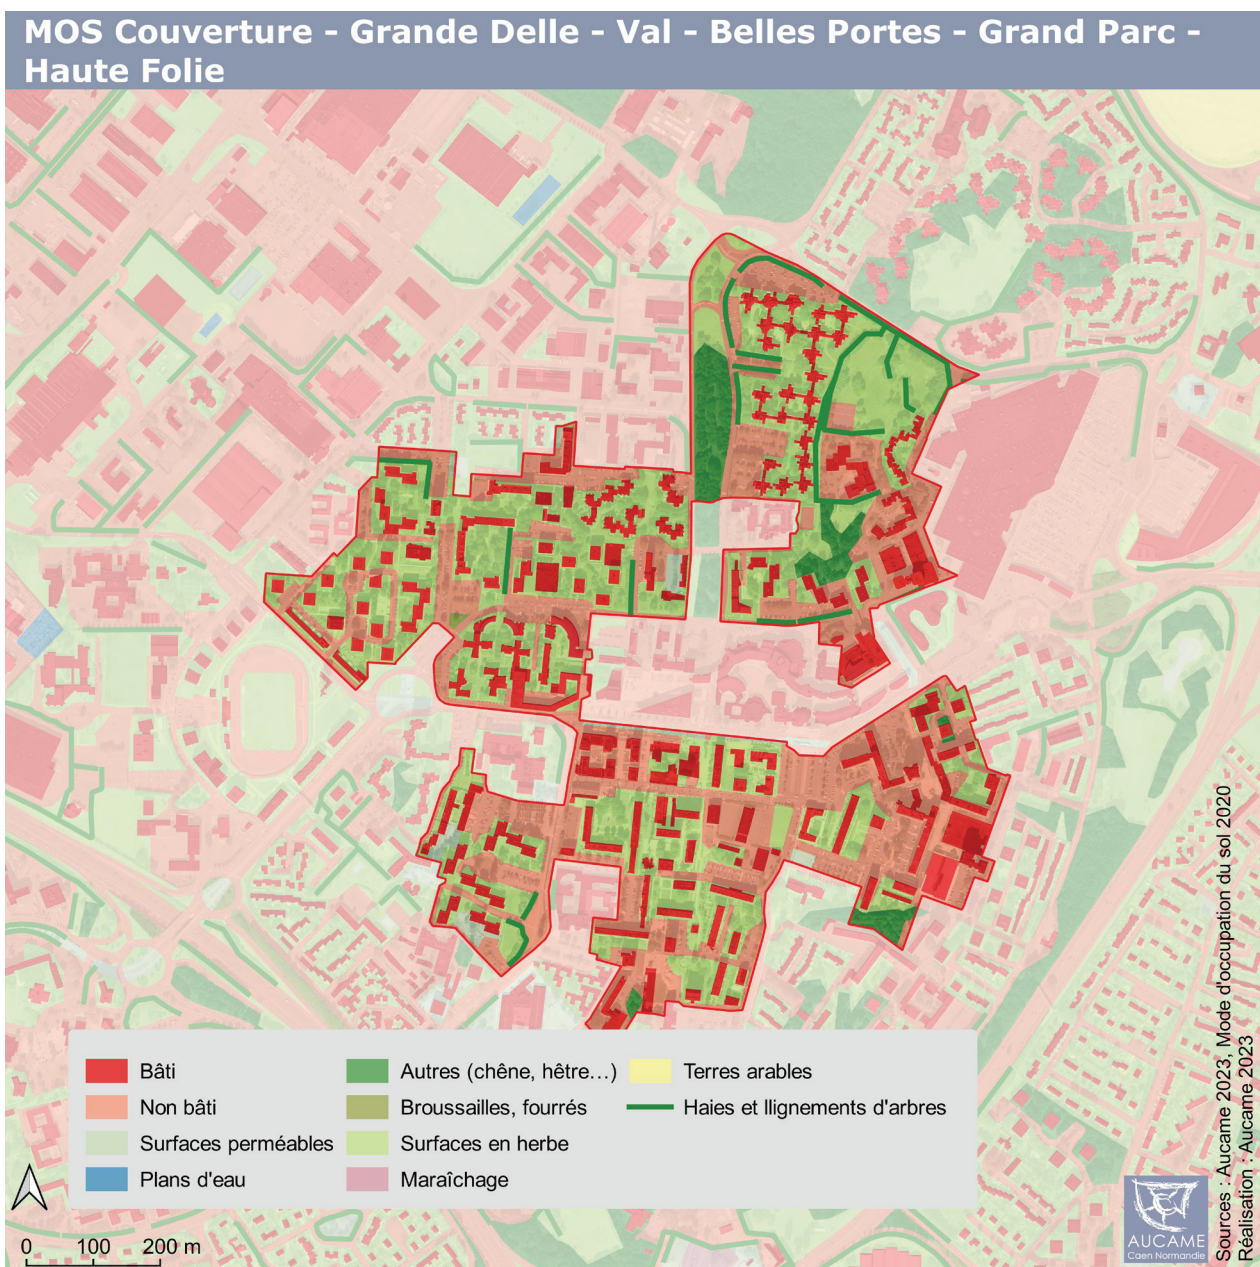 MOS Couverture - Grande Delle - Val - Belles Portes - Grand Parc -
Haute Folie
Bâti
Non bâti
Surfaces perméables
Plans d'eau
Autres (chêne, hêtre...)
Broussailles, fourrés
Surfaces en herbe
Maraîchage
Terres arables
Haies et llignements d'arbres
0 100 200 m
AUCAME
Caen Normandie
Sources : Aucame 2023, Mode d'occupation du sol 2020
Réalisation : Aucame 2023